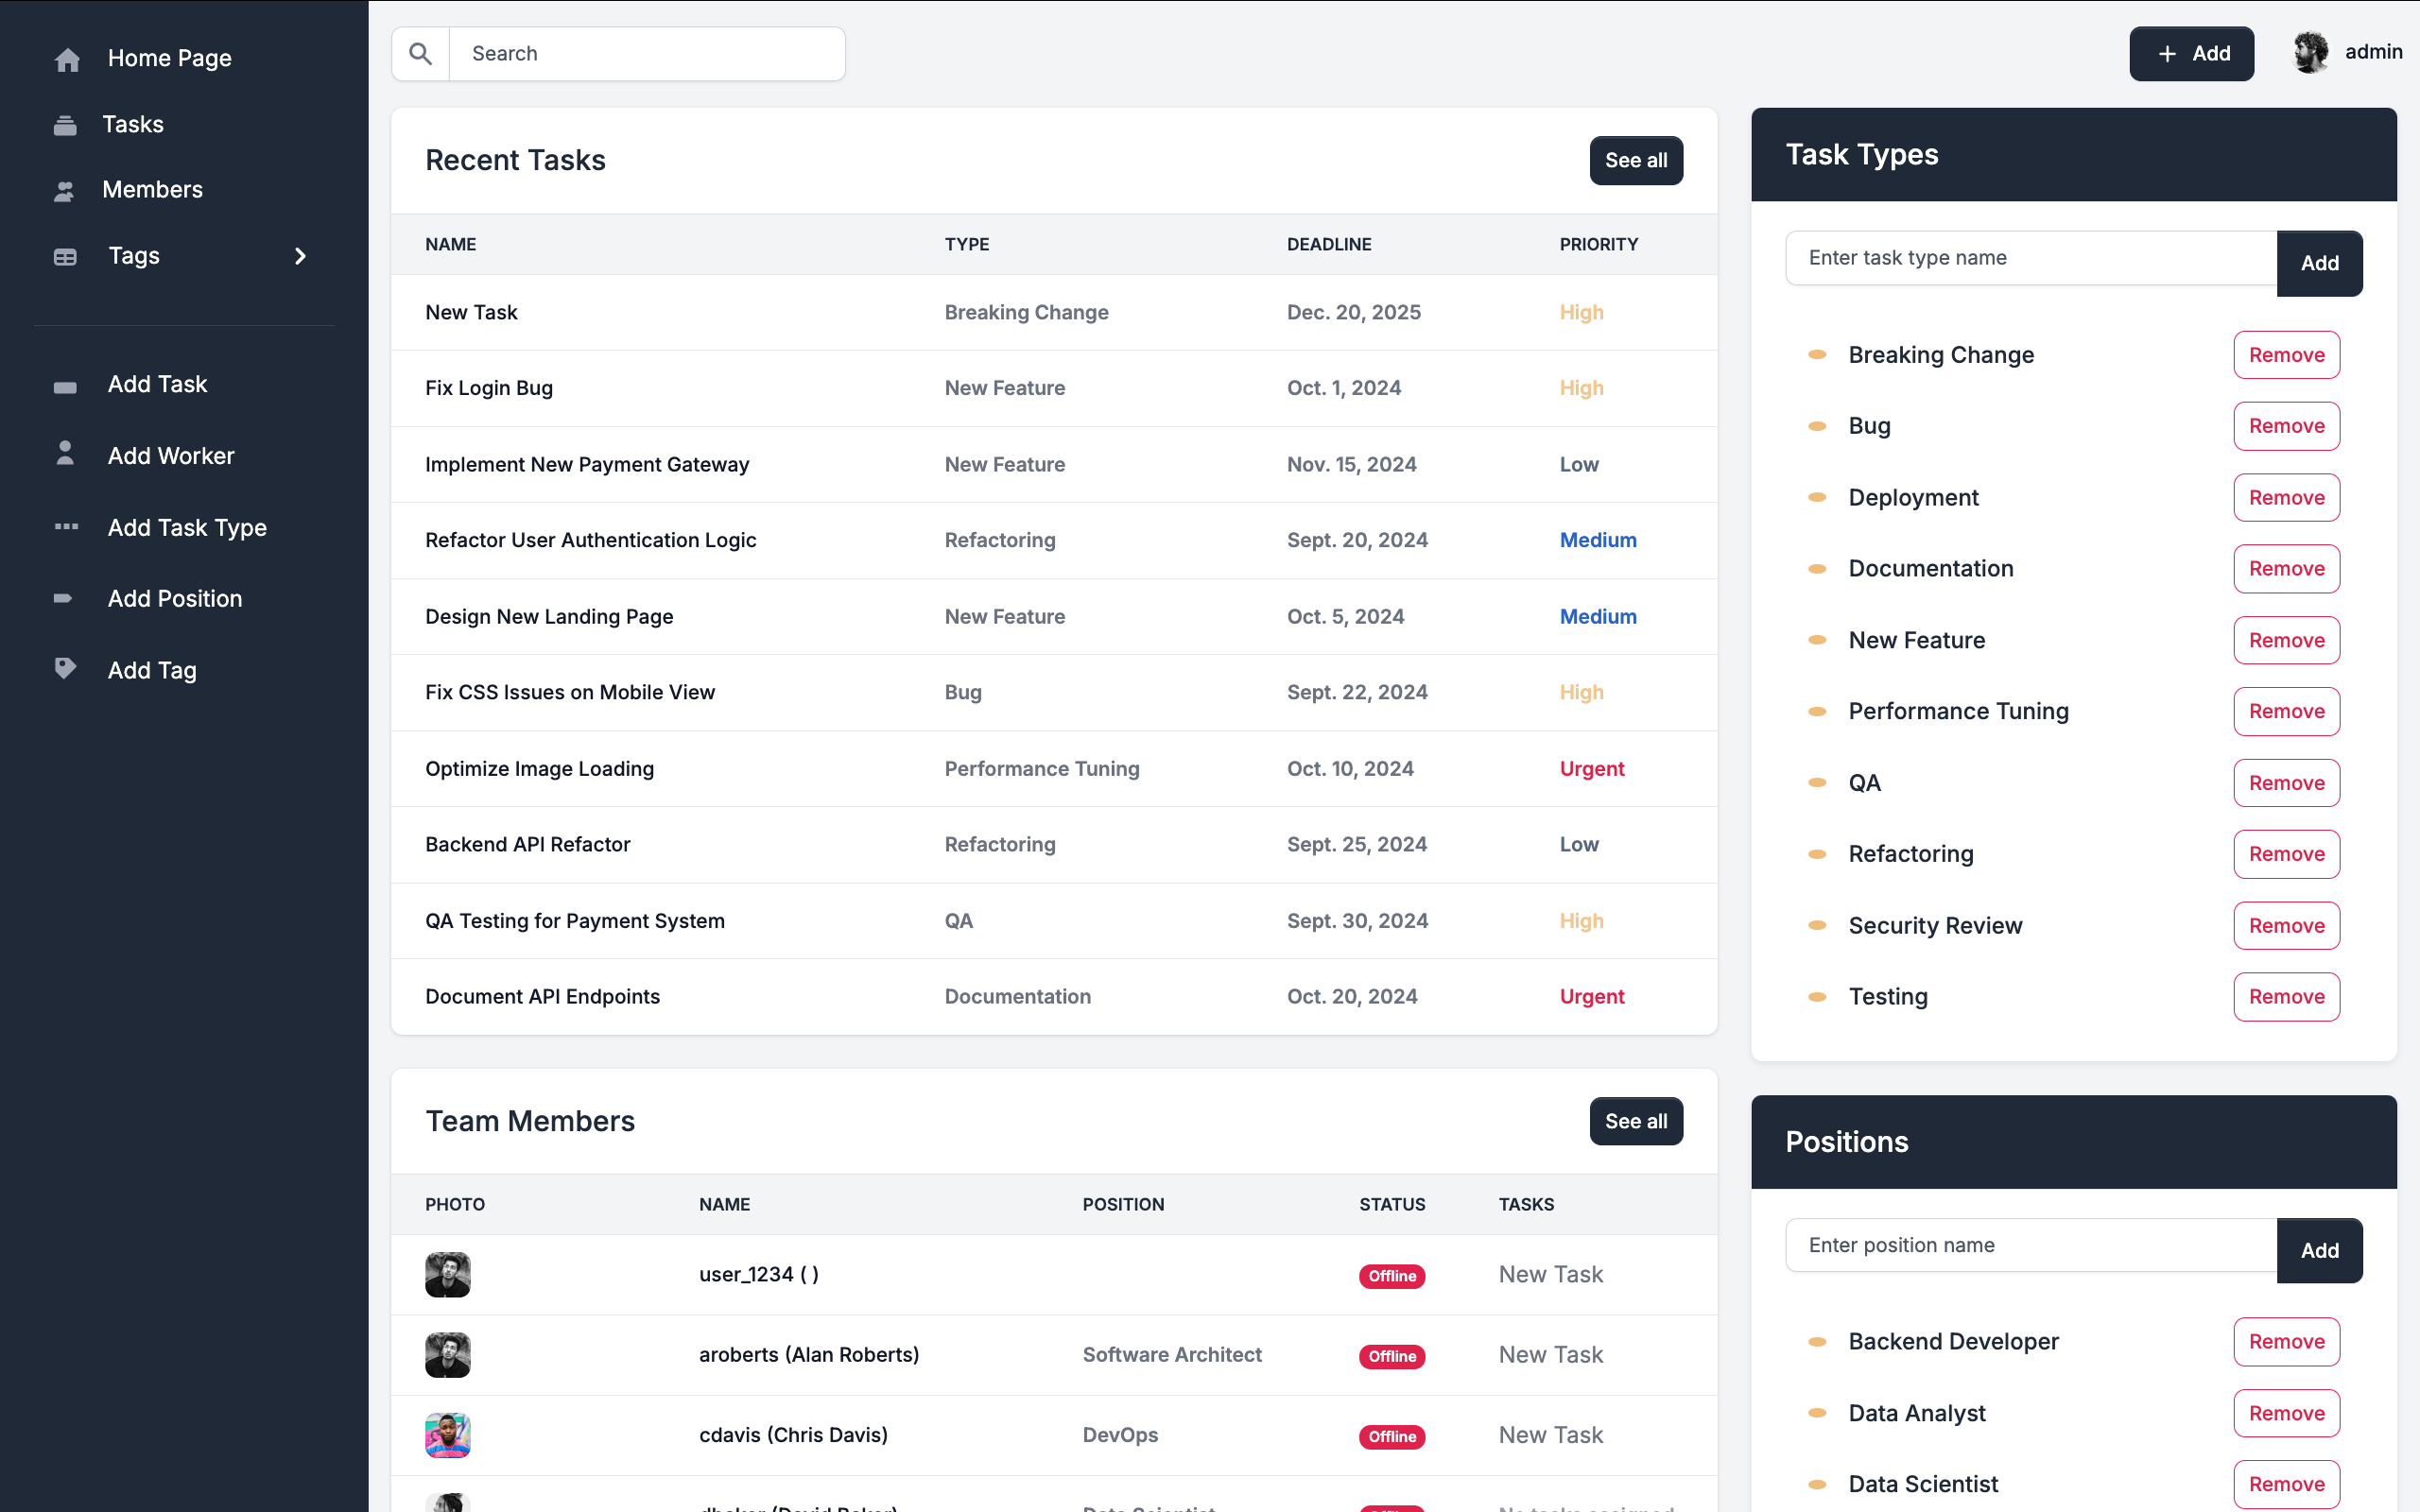 Home Page
Tasks
Members
Tags
Add Task
Add Worker
Add Task Type
Add Position
Add Tag
Search
Add
admin
Recent Tasks
See all
NAME TYPE DEADLINE PRIORITY
New Task Breaking Change Dec. 20, 2025 High
Fix Login Bug New Feature Oct. 1, 2024 High
Implement New Payment Gateway New Feature Nov. 15, 2024 Low
Refactor User Authentication Logic Refactoring Sept. 20, 2024 Medium
Design New Landing Page New Feature Oct. 5, 2024 Medium
Fix CSS Issues on Mobile View Bug Sept. 22, 2024 High
Optimize Image Loading Performance Tuning Oct. 10, 2024 Urgent
Backend API Refactor Refactoring Sept. 25, 2024 Low
QA Testing for Payment System QA Sept. 30, 2024 High
Document API Endpoints Documentation Oct. 20, 2024 Urgent
Team Members
See all
PHOTO NAME POSITION STATUS TASKS
user_1234 ( ) Offline New Task
aroberts (Alan Roberts) Software Architect Offline New Task
cdavis (Chris Davis) DevOps Offline New Task
Task Types
Enter task type name Add
Breaking Change Remove
Bug Remove
Deployment Remove
Documentation Remove
New Feature Remove
Performance Tuning Remove
QA Remove
Refactoring Remove
Security Review Remove
Testing Remove
Positions
Enter position name Add
Backend Developer Remove
Data Analyst Remove
Data Scientist Remove